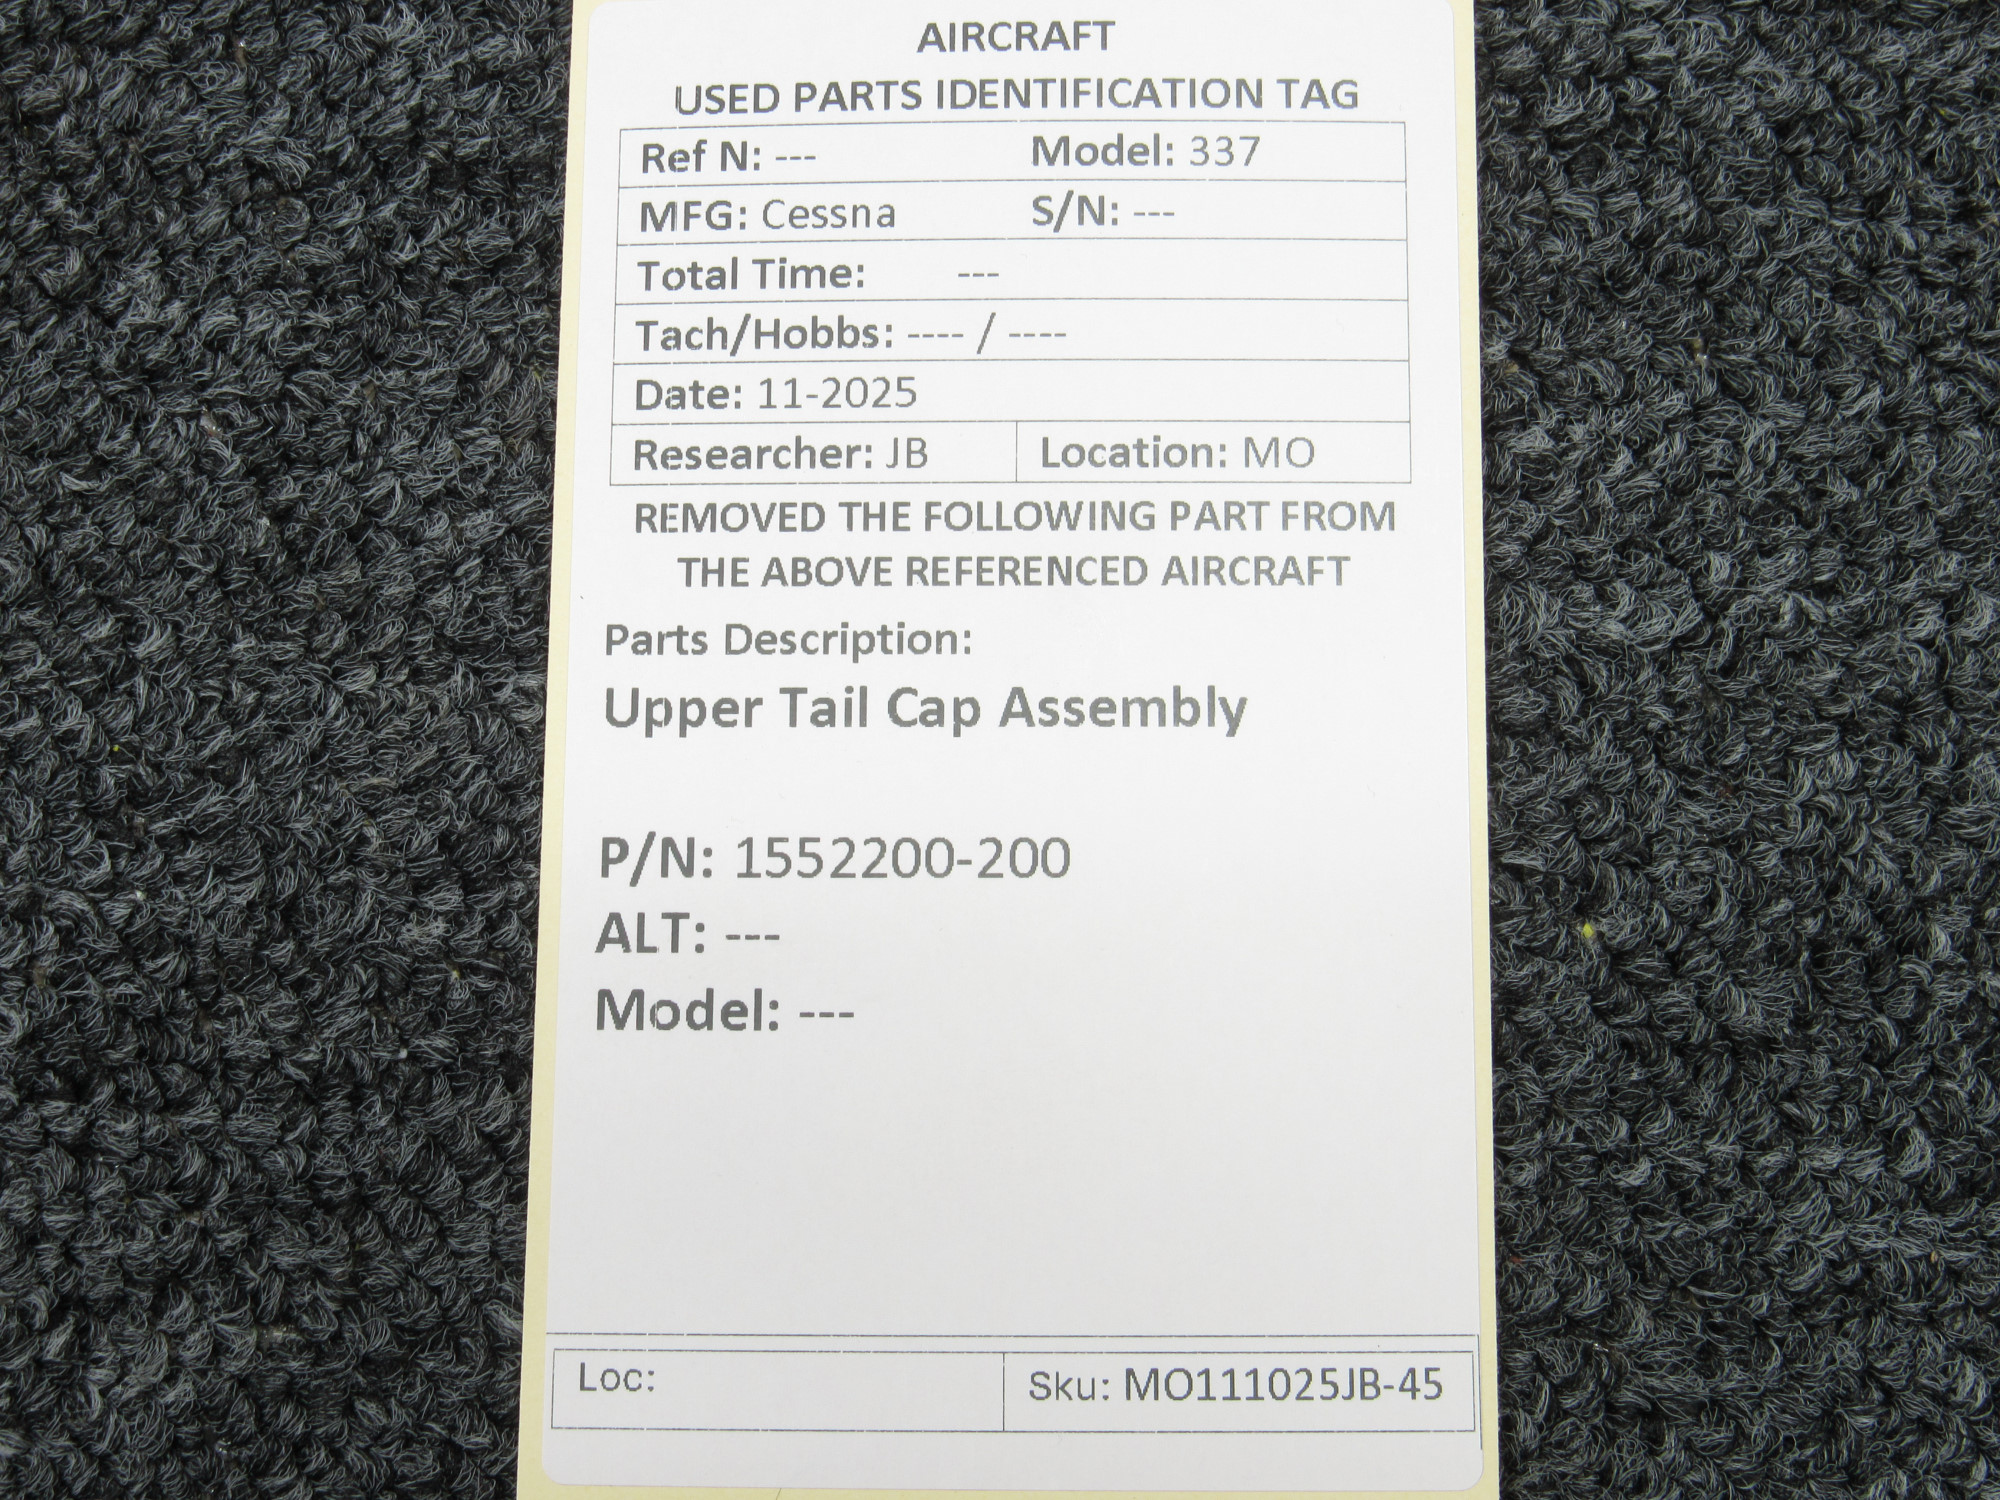 AIRCRAFT
USED PARTS IDENTIFICATION TAG
Ref N: --- Model: 337
MFG: Cessna S/N: ---
Total Time: ---
Tach/Hobbs: ---- / ----
Date: 11-2025
Researcher: JB Location: MO
REMOVED THE FOLLOWING PART FROM
THE ABOVE REFERENCED AIRCRAFT
Parts Description:
Upper Tail Cap Assembly
P/N: 1552200-200
ALT: ---
Model: ---
Loc: Sku: MO111025JB-45